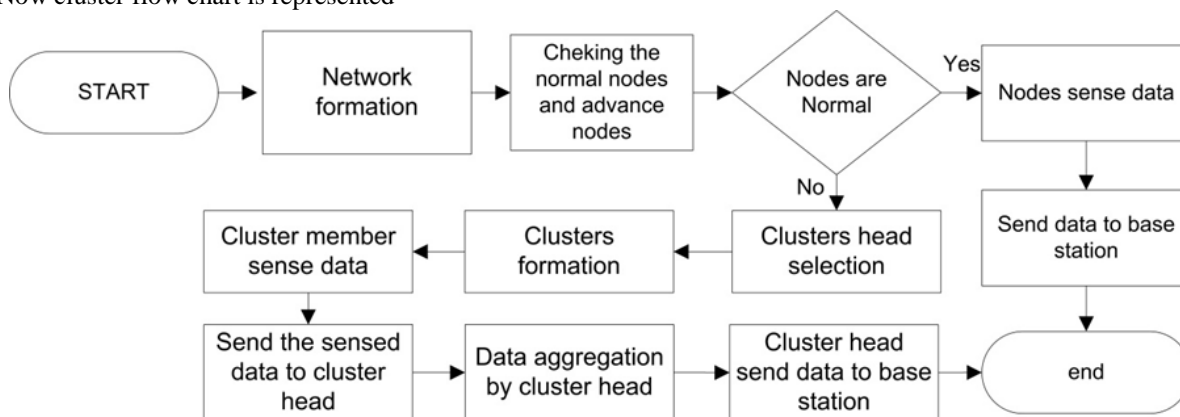 Now cluster flow chart is represented
START
Network
formation
Cheking the
normal nodes
and advance
nodes
Nodes are
Normal
Yes
Nodes sense data
No
Send data to base
station
Clusters head
selection
Clusters
formation
Cluster member
sense data
Send the sensed
data to cluster
head
Data aggregation
by cluster head
Cluster head
send data to base
station
end